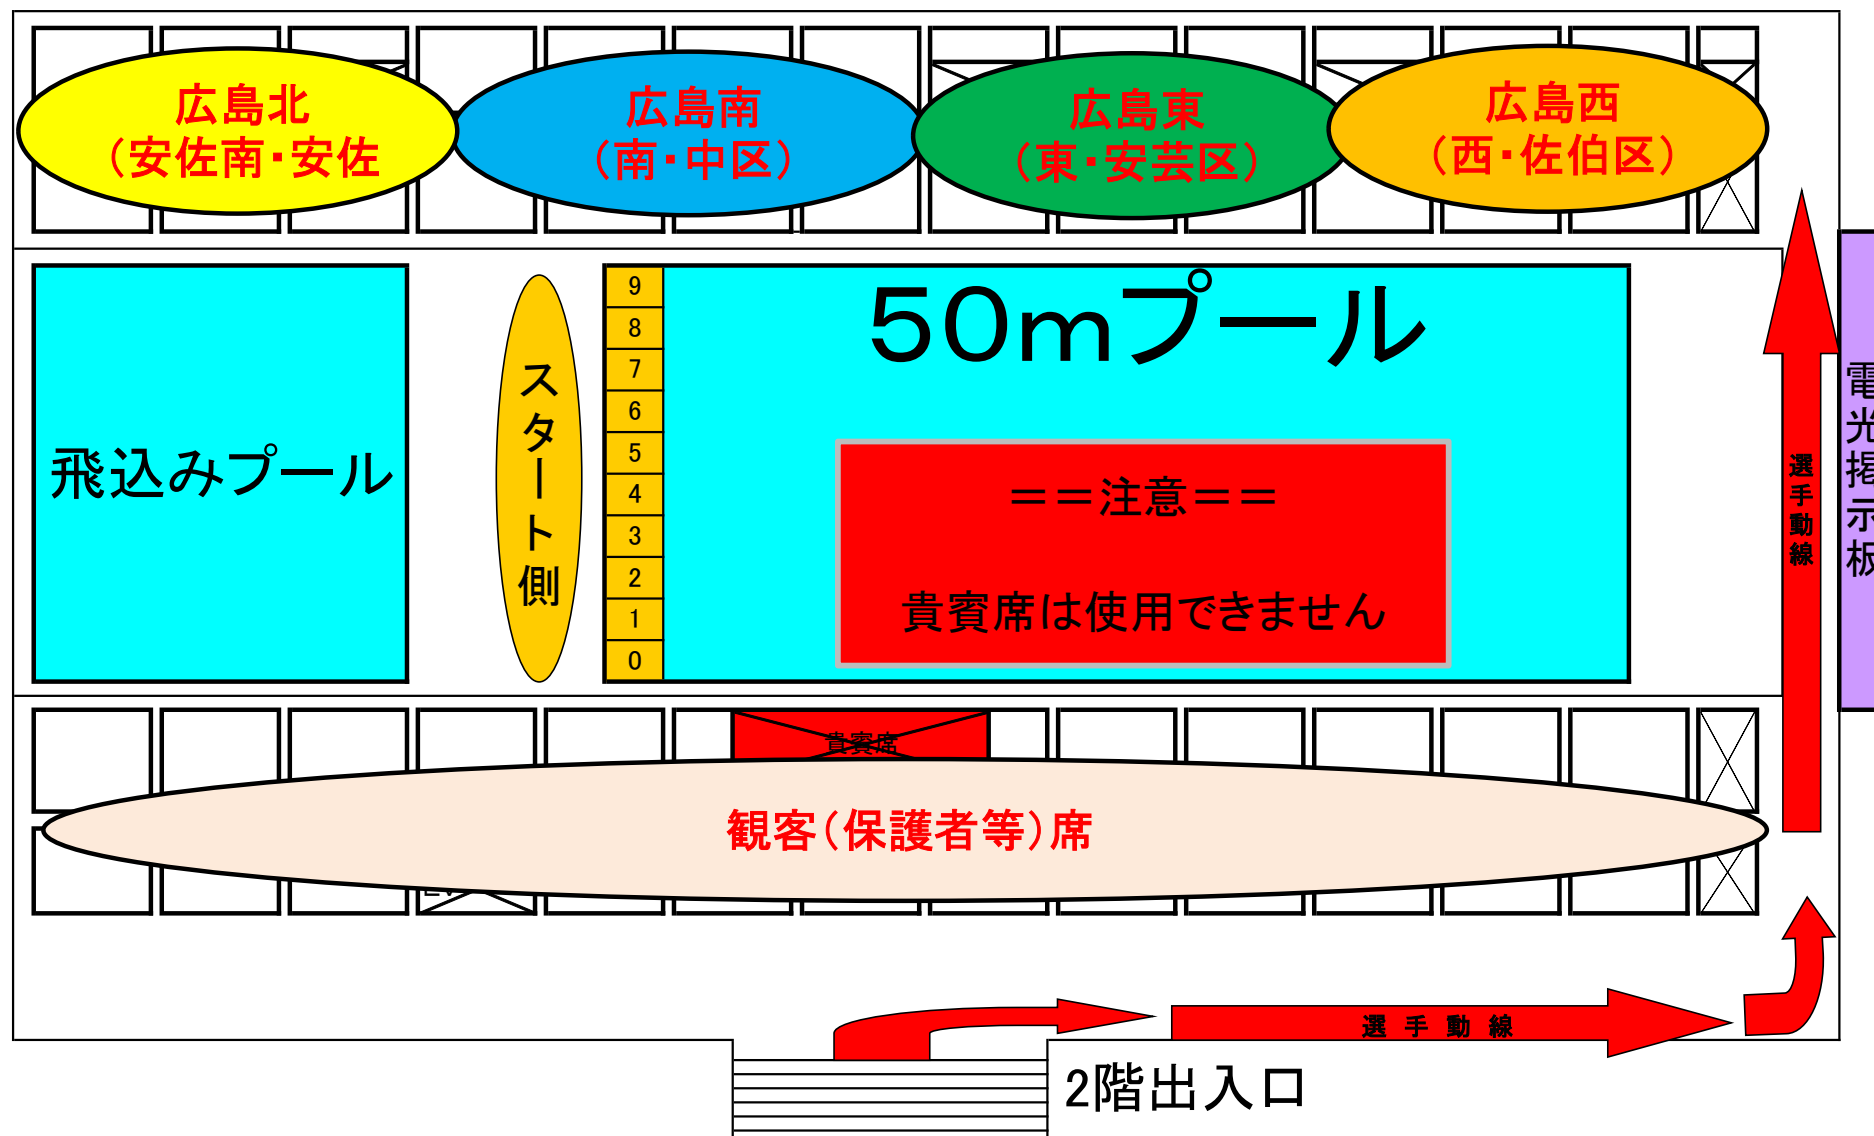 広島北
（安佐南・安佐
広島南
（南・中区）
広島東
（東・安芸区）
広島西
（西・佐伯区）
飛込みプール
スタート側
9
8
7
6
5
4
3
2
1
0
50mプール
＝＝注意＝＝
貴賓席は使用できません
選手動線
電光掲示板
貴賓席
観客（保護者等）席
選手動線
2階出入口